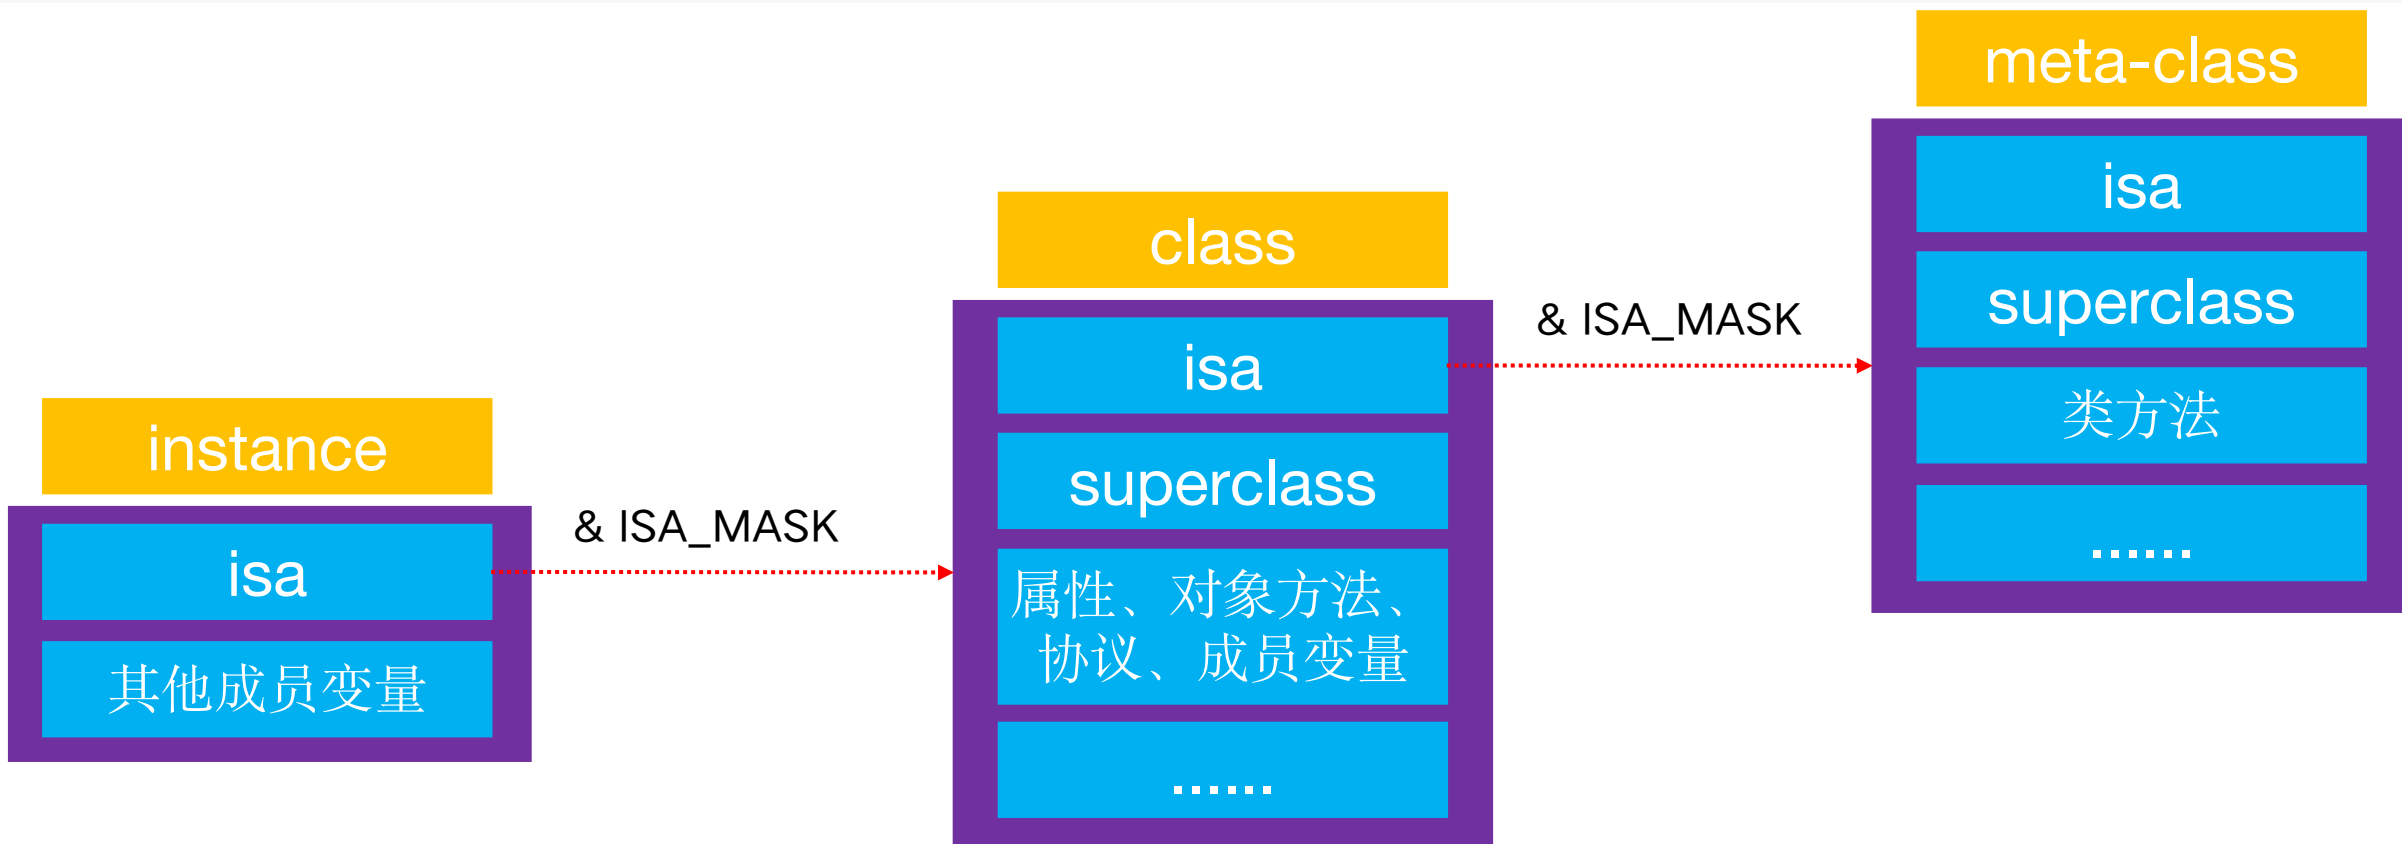 instance
isa
其他成员变量
& ISA_MASK
class
isa
superclass
属性、对象方法、
协议、成员变量
......
& ISA_MASK
meta-class
isa
superclass
类方法
......